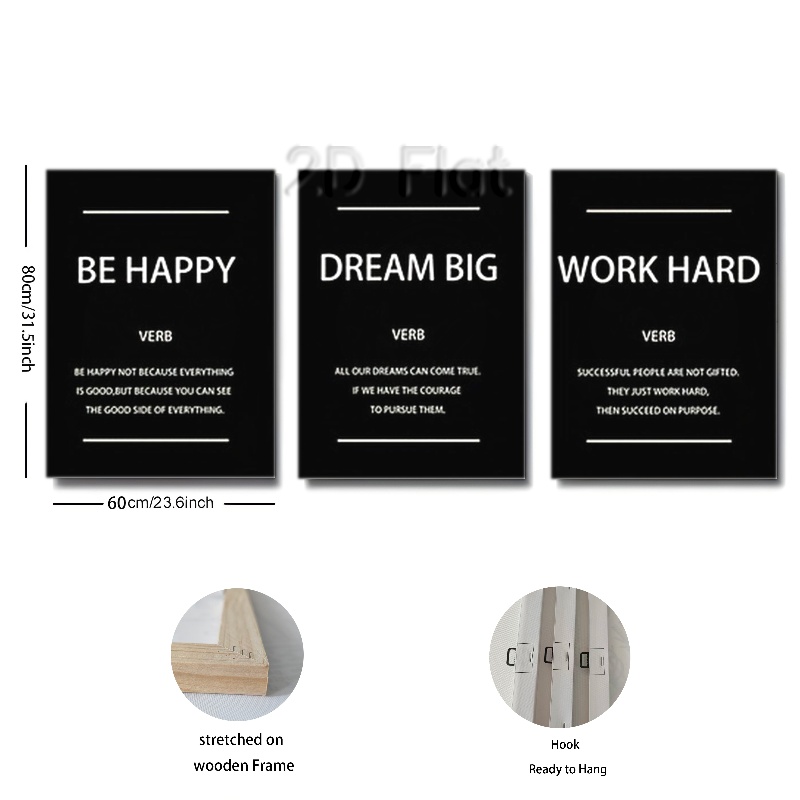 2D Flat
80cm/31.5inch
BE HAPPY
VERB
BE HAPPY NOT BECAUSE EVERYTHING
IS GOOD,BUT BECAUSE YOU CAN SEE
THE GOOD SIDE OF EVERYTHING.
DREAM BIG
VERB
ALL OUR DREAMS CAN COME TRUE.
IF WE HAVE THE COURAGE
TO PURSUE THEM.
WORK HARD
VERB
SUCCESSFUL PEOPLE ARE NOT GIFTED.
THEY JUST WORK HARD,
THEN SUCCEED ON PURPOSE.
60cm/23.6inch
stretched on
wooden Frame
Hook
Ready to Hang